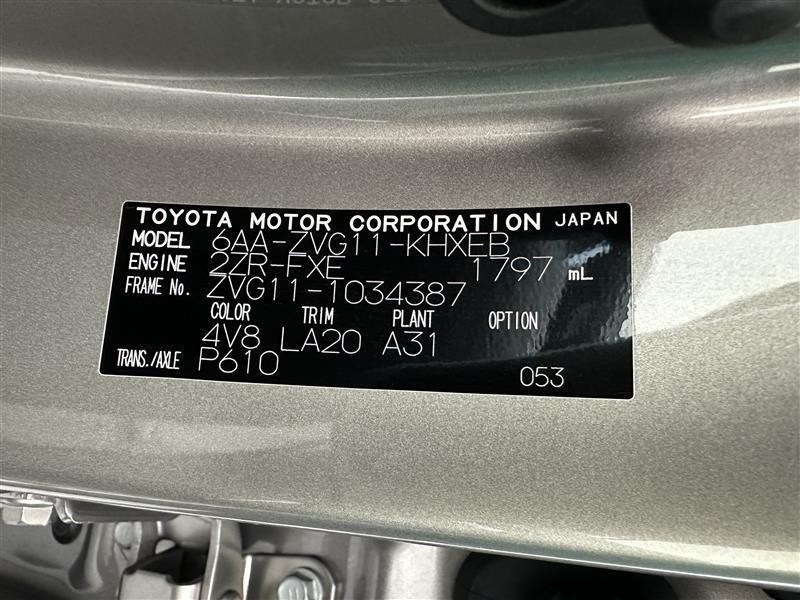 TOYOTA MOTOR CORPORATION JAPAN
MODEL 6AA-ZVG11-KHXEB
ENGINE 2ZR-FXE 1797 mL
FRAME No. ZVG11-1034387
COLOR TRIM PLANT OPTION
4V8 LA20 A31
TRANS./AXLE P610
053